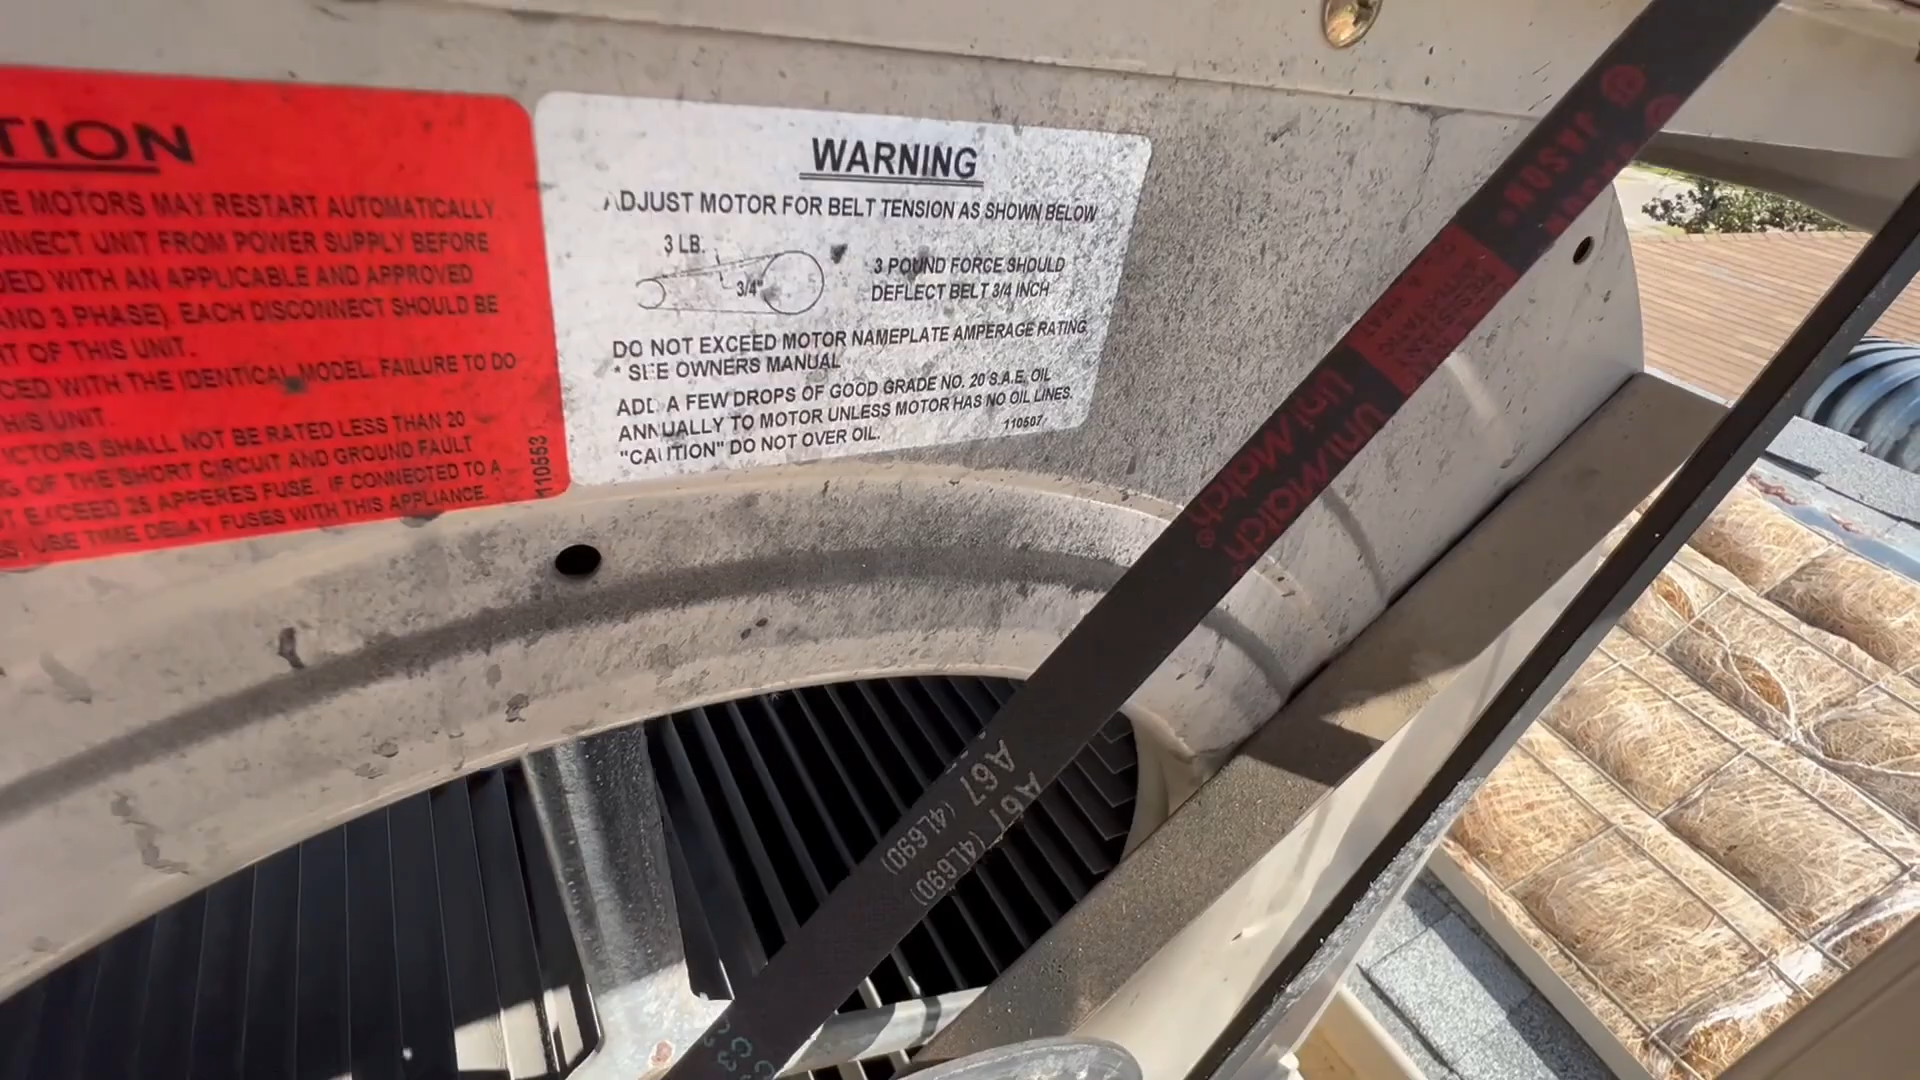 TION
E MOTORS MAY RESTART AUTOMATICALLY
NNECT UNIT FROM POWER SUPPLY BEFORE
DED WITH AN APPLICABLE AND APPROVED
AND 3 PHASE). EACH DISCONNECT SHOULD BE
RT OF THIS UNIT.
CED WITH THE IDENTICAL MODEL. FAILURE TO DO
HIS UNIT.
UCTORS SHALL NOT BE RATED LESS THAN 20
G OF THE SHORT CIRCUIT AND GROUND FAULT
OT EXCEED 25 APPERES FUSE. IF CONNECTED TO A
S, USE TIME DELAY FUSES WITH THIS APPLIANCE.
110553
WARNING
ADJUST MOTOR FOR BELT TENSION AS SHOWN BELOW
3 LB.
3/4"
3 POUND FORCE SHOULD
DEFLECT BELT 3/4 INCH
DO NOT EXCEED MOTOR NAMEPLATE AMPERAGE RATING
* SEE OWNERS MANUAL
ADD A FEW DROPS OF GOOD GRADE NO. 20 S.A.E. OIL
ANNUALLY TO MOTOR UNLESS MOTOR HAS NO OIL LINES.
"CAUTION" DO NOT OVER OIL.
110507
JASON®
UniMatch®
A67 (4L690)
A67 (4L690)